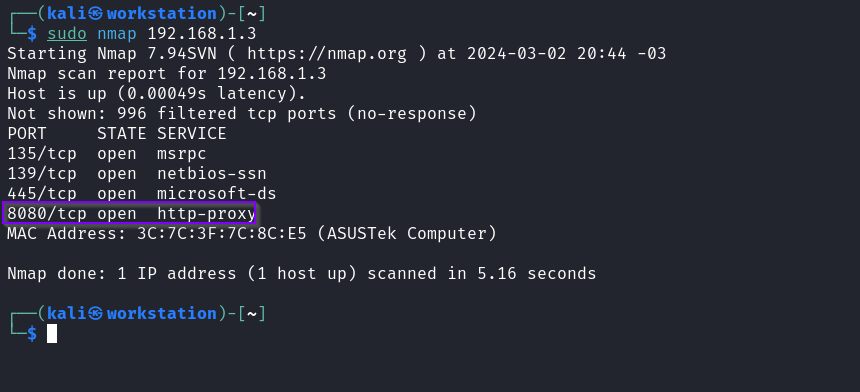 ┌──(kali㉿workstation)-[~]
└─$ sudo nmap 192.168.1.3
Starting Nmap 7.94SVN ( https://nmap.org ) at 2024-03-02 20:44 -03
Nmap scan report for 192.168.1.3
Host is up (0.00049s latency).
Not shown: 996 filtered tcp ports (no-response)
PORT     STATE SERVICE
135/tcp  open  msrpc
139/tcp  open  netbios-ssn
445/tcp  open  microsoft-ds
8080/tcp open  http-proxy
MAC Address: 3C:7C:3F:7C:8C:E5 (ASUSTek Computer)
Nmap done: 1 IP address (1 host up) scanned in 5.16 seconds
┌──(kali㉿workstation)-[~]
└─$